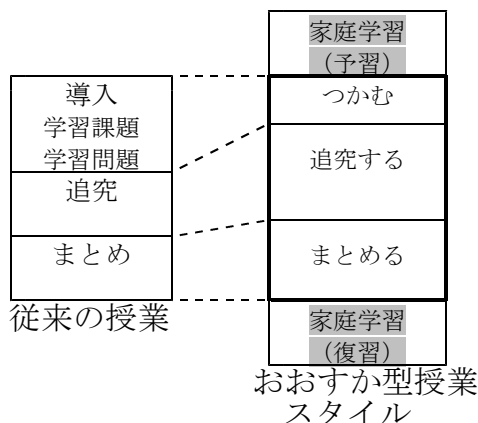 家庭学習
（予習）
導入
学習課題
学習問題
追究
まとめ
従来の授業
つかむ
追究する
まとめる
家庭学習
（復習）
おおすか型授業
スタイル